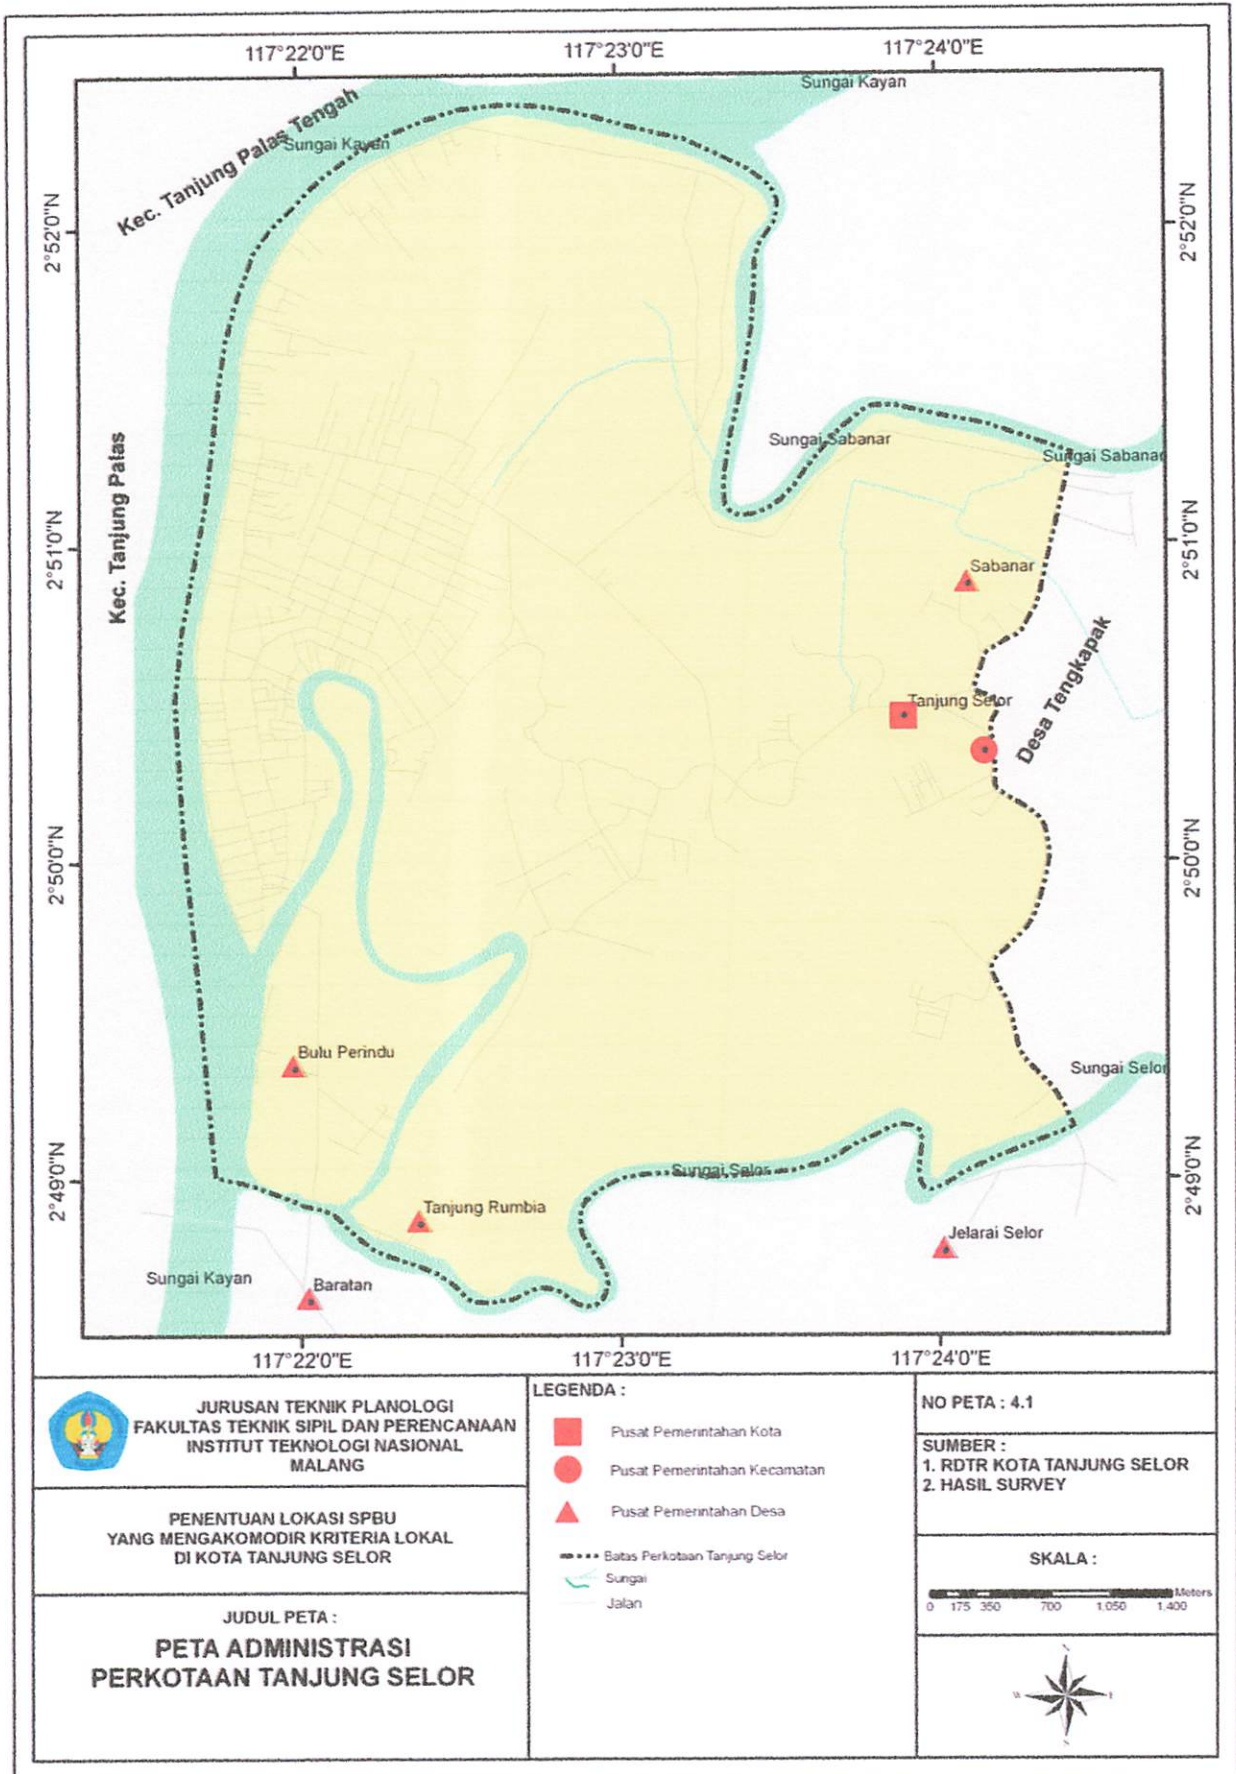 117°22'0"E
117°23'0"E
117°24'0"E
Sungai Kayan
Kec. Tanjung Palas Tengah
Sungai Kayan
2°52'0"N
2°52'0"N
Kec. Tanjung Palas
Sungai Sabanar
Sungai Sabanar
2°51'0"N
2°51'0"N
Sabanar
Desa Tengkapak
Tanjung Selor
2°50'0"N
2°50'0"N
Bulu Perindu
Sungai Selor
2°49'0"N
2°49'0"N
Sungai Selor
Tanjung Rumbia
Jelarai Selor
Sungai Kayan
Baratan
117°22'0"E
117°23'0"E
117°24'0"E
JURUSAN TEKNIK PLANOLOGI
FAKULTAS TEKNIK SIPIL DAN PERENCANAAN
INSTITUT TEKNOLOGI NASIONAL
MALANG
PENENTUAN LOKASI SPBU
YANG MENGAKOMODIR KRITERIA LOKAL
DI KOTA TANJUNG SELOR
JUDUL PETA :
PETA ADMINISTRASI
PERKOTAAN TANJUNG SELOR
LEGENDA :
Pusat Pemerintahan Kota
Pusat Pemerintahan Kecamatan
Pusat Pemerintahan Desa
Batas Perkotaan Tanjung Selor
Sungai
Jalan
NO PETA : 4.1
SUMBER :
1. RDTR KOTA TANJUNG SELOR
2. HASIL SURVEY
SKALA :
Meters
0 175 350 700 1.050 1.400
N
W E
S